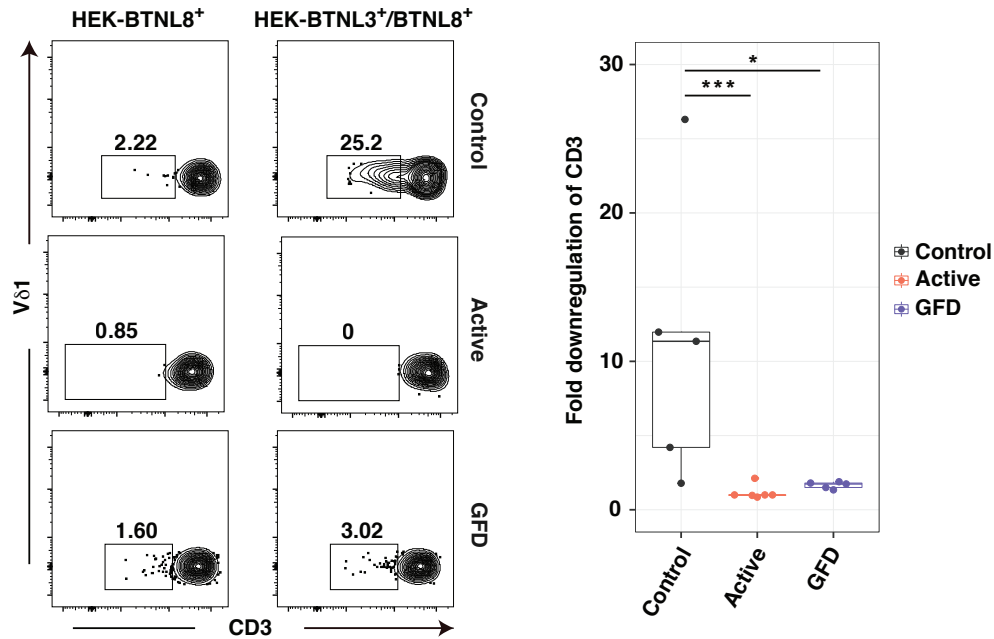 HEK-BTNL8+ HEK-BTNL3+/BTNL8+
2.22 25.2 Control
0.85 0 Active
1.60 3.02 GFD
Vδ1
CD3
Fold downregulation of CD3
30
20
10
0
*
***
Control Active GFD
Control
Active
GFD